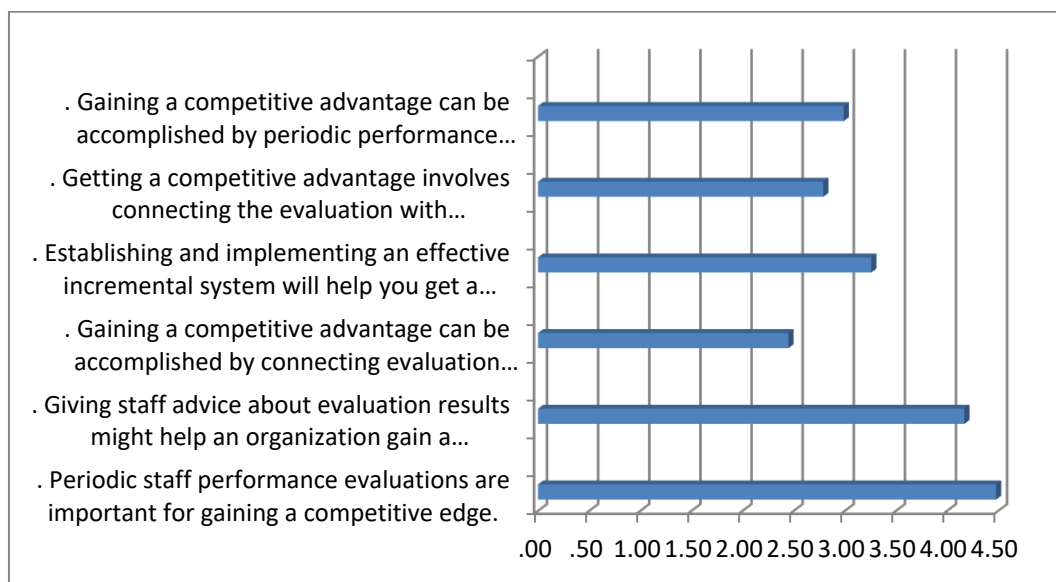 . Gaining a competitive advantage can be
accomplished by periodic performance…
. Getting a competitive advantage involves
connecting the evaluation with…
. Establishing and implementing an effective
incremental system will help you get a…
. Gaining a competitive advantage can be
accomplished by connecting evaluation…
. Giving staff advice about evaluation results
might help an organization gain a…
. Periodic staff performance evaluations are
important for gaining a competitive edge.
.00 .50 1.00 1.50 2.00 2.50 3.00 3.50 4.00 4.50